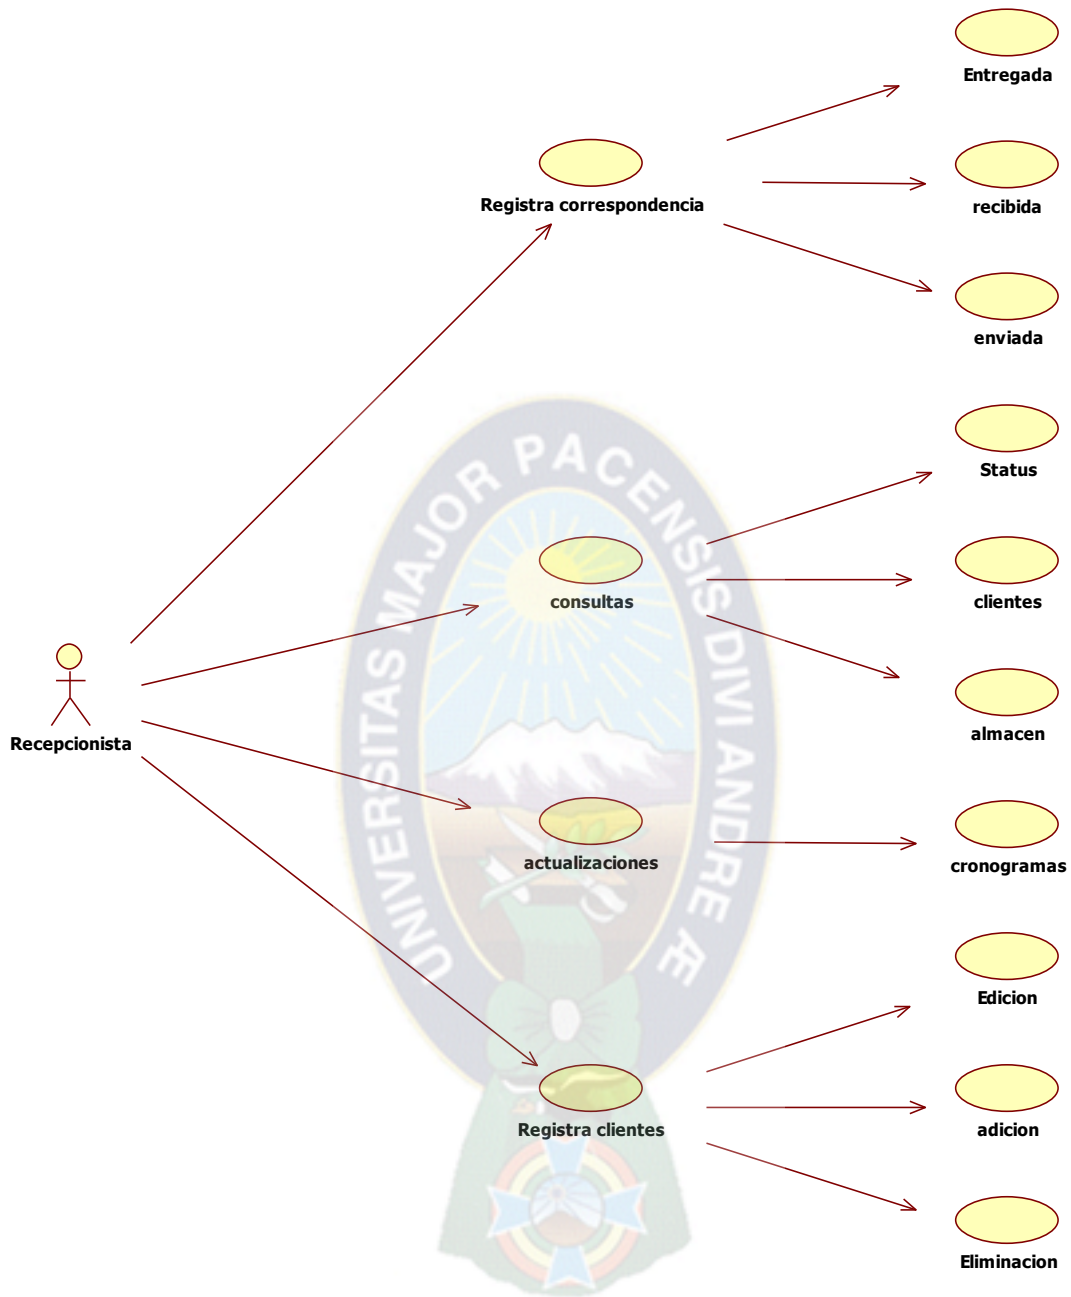 Entregada
Registra correspondencia
recibida
enviada
Status
consultas
clientes
almacen
Recepcionista
actualizaciones
cronogramas
Edicion
Registra clientes
adicion
Eliminacion
UNIVERSITAS MAJOR PACENSIS DIVI ANDRE Æ